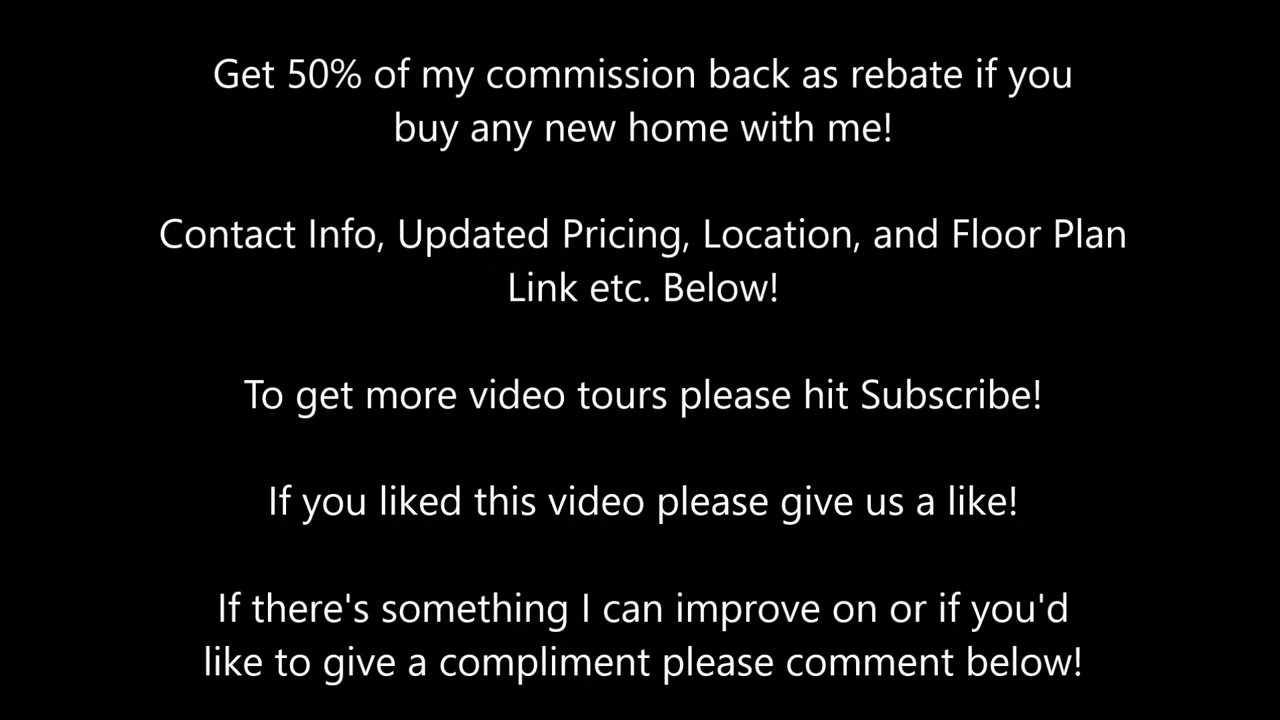 Get 50% of my commission back as rebate if you
buy any new home with me!
Contact Info, Updated Pricing, Location, and Floor Plan
Link etc. Below!
To get more video tours please hit Subscribe!
If you liked this video please give us a like!
If there's something I can improve on or if you'd
like to give a compliment please comment below!